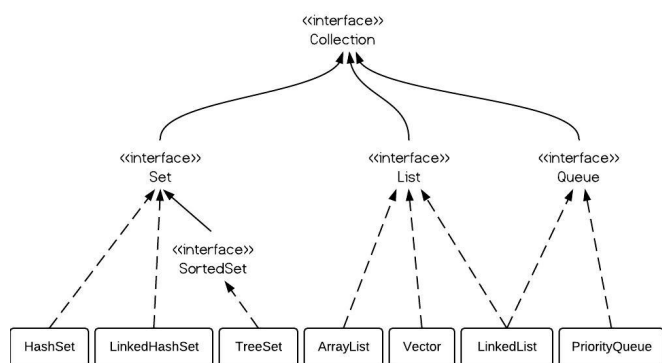 <<interface>>
Collection
<<interface>>
Set
<<interface>>
List
<<interface>>
Queue
<<interface>>
SortedSet
HashSet
LinkedHashSet
TreeSet
ArrayList
Vector
LinkedList
PriorityQueue